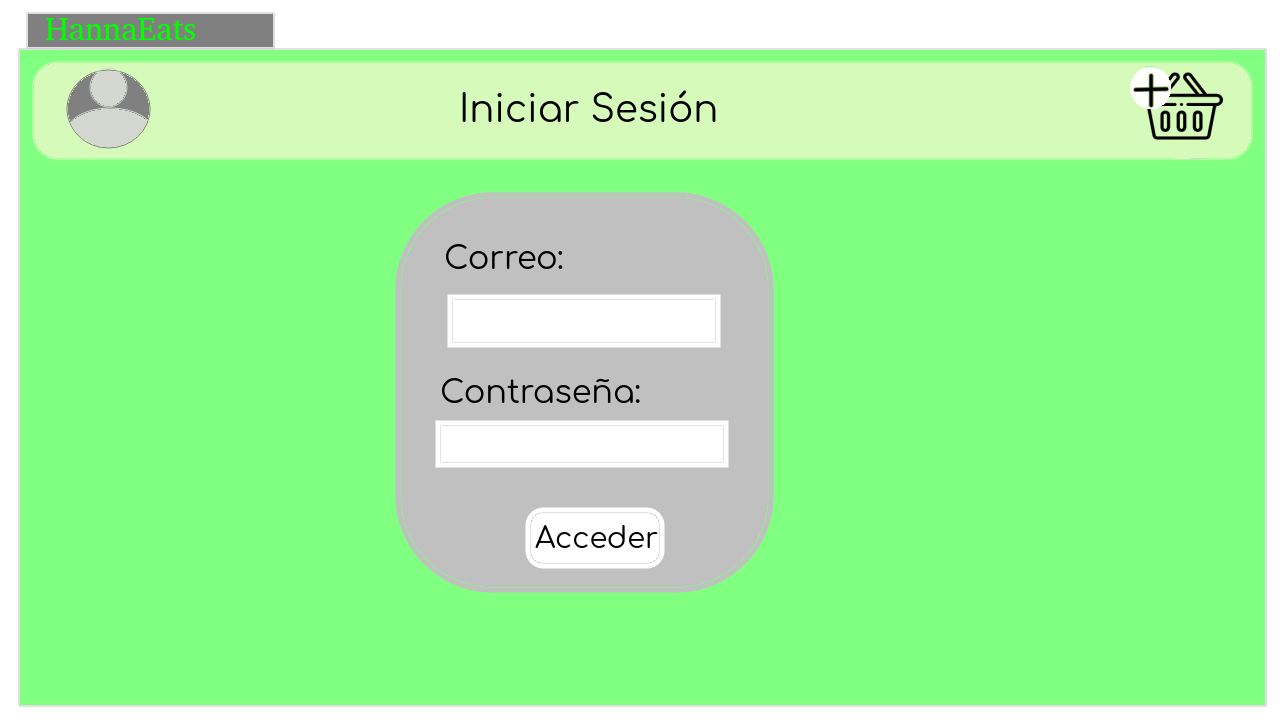 HannaEats
Iniciar Sesión
Correo:
Contraseña:
Acceder